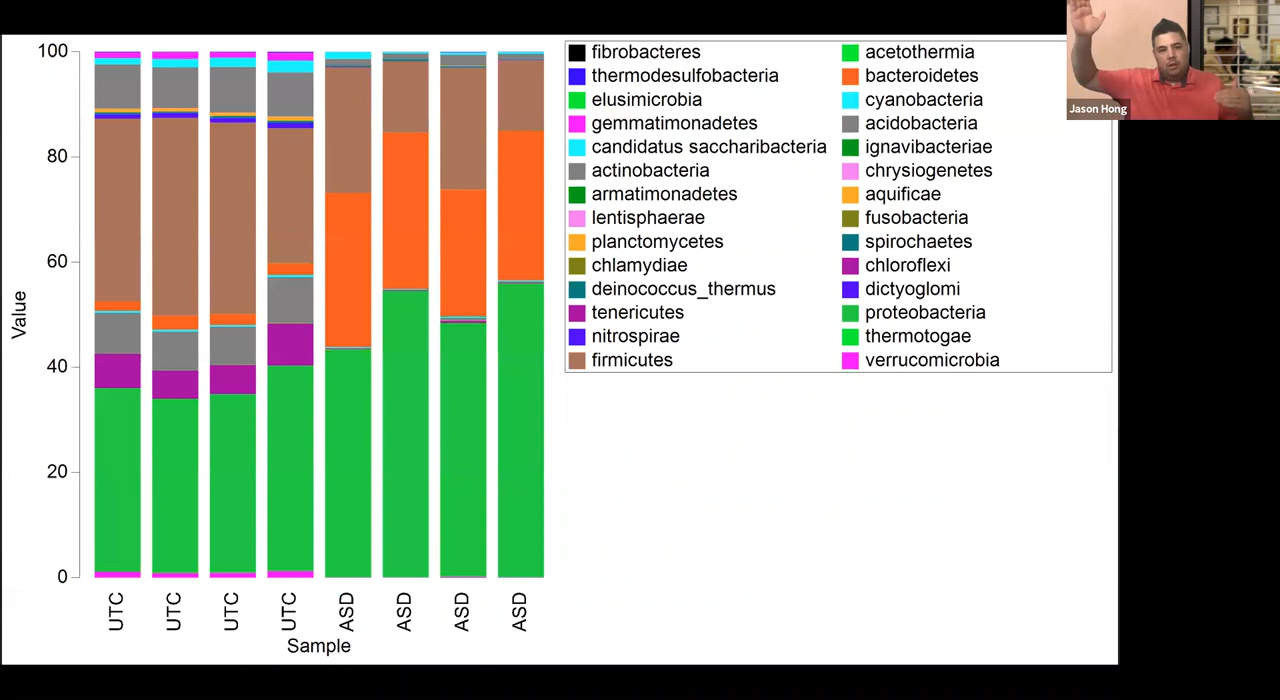 100
80
60
40
20
0
Value
UTC
UTC
UTC
UTC
ASD
ASD
ASD
ASD
Sample
fibrobacteres
thermodesulfobacteria
elusimicrobia
gemmatimonadetes
candidatus saccharibacteria
actinobacteria
armatimonadetes
lentisphaerae
planctomycetes
chlamydiae
deinococcus_thermus
tenericutes
nitrospirae
firmicutes
acetothermia
bacteroidetes
cyanobacteria
acidobacteria
ignavibacteriae
chrysiogenetes
aquificae
fusobacteria
spirochaetes
chloroflexi
dictyoglomi
proteobacteria
thermotogae
verrucomicrobia
Jason Hong